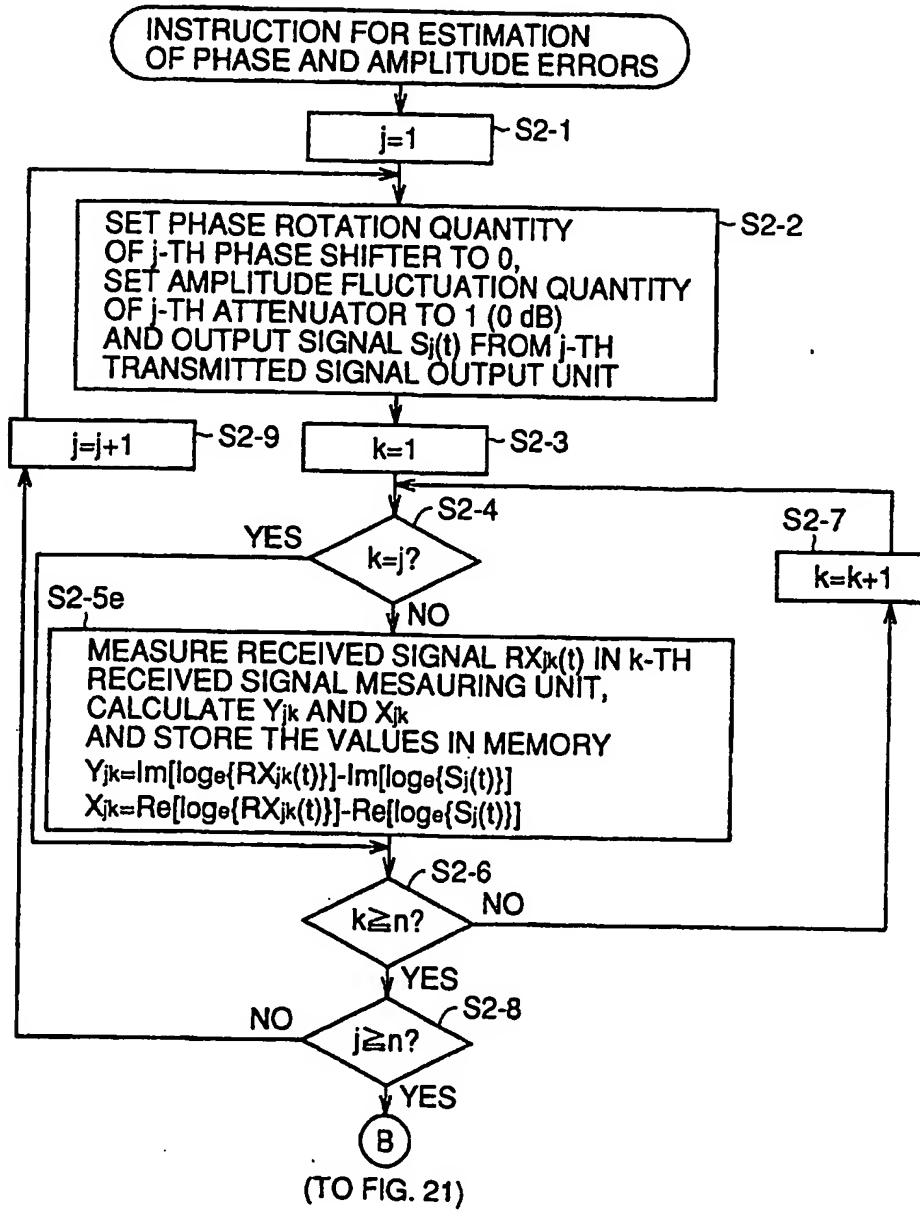 INSTRUCTION FOR ESTIMATION
OF PHASE AND AMPLITUDE ERRORS
j=1
S2-1
SET PHASE ROTATION QUANTITY
OF j-TH PHASE SHIFTER TO 0,
SET AMPLITUDE FLUCTUATION QUANTITY
OF j-TH ATTENUATOR TO 1 (0 dB)
AND OUTPUT SIGNAL Sj(t) FROM j-TH
TRANSMITTED SIGNAL OUTPUT UNIT
S2-2
j=j+1
S2-9
k=1
S2-3
S2-4
YES
k=j?
NO
S2-7
k=k+1
S2-5e
MEASURE RECEIVED SIGNAL RXjk(t) IN k-TH
RECEIVED SIGNAL MESAURING UNIT,
CALCULATE Yjk AND Xjk
AND STORE THE VALUES IN MEMORY
Yjk=Im[loge{RXjk(t)}]-Im[loge{Sj(t)}]
Xjk=Re[loge{RXjk(t)}]-Re[loge{Sj(t)}]
S2-6
k≧n?
NO
YES
S2-8
NO
j≧n?
YES
B
(TO FIG. 21)